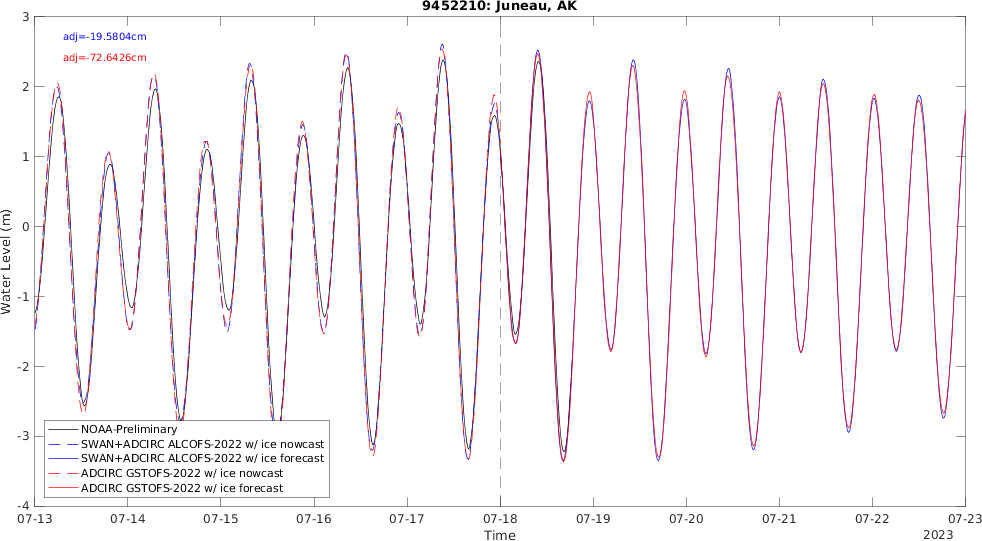 9452210: Juneau, AK
adj=-19.5804cm
adj=-72.6426cm
Water Level (m)
3
2
1
0
-1
-2
-3
-4
NOAA-Preliminary
SWAN+ADCIRC ALCOFS-2022 w/ ice nowcast
SWAN+ADCIRC ALCOFS-2022 w/ ice forecast
ADCIRC GSTOFS-2022 w/ ice nowcast
ADCIRC GSTOFS-2022 w/ ice forecast
07-13 07-14 07-15 07-16 07-17 07-18 07-19 07-20 07-21 07-22 07-23
Time
2023